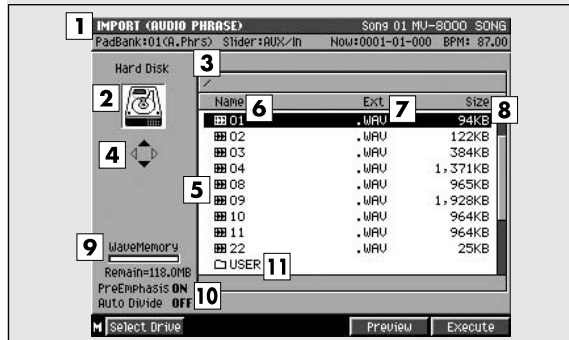 1 IMPORT (AUDIO PHRASE) Song 01 MV-8000 SONG
PadBank:01(A.Phrs) Slider:AUX/In Now:0001-01-000 BPM: 87.00
Hard Disk 3
2 /
Name 6 Ext 7 Size 8
01 .WAV 94KB
02 .WAV 122KB
4 03 .WAV 384KB
04 .WAV 1,371KB
5 08 .WAV 965KB
09 .WAV 1,928KB
10 .WAV 964KB
11 .WAV 964KB
9 WaveMemory 22 .WAV 25KB
USER 11
Remain=118.0MB
PreEmphasis ON 10
Auto Divide OFF
M Select Drive Preview Execute